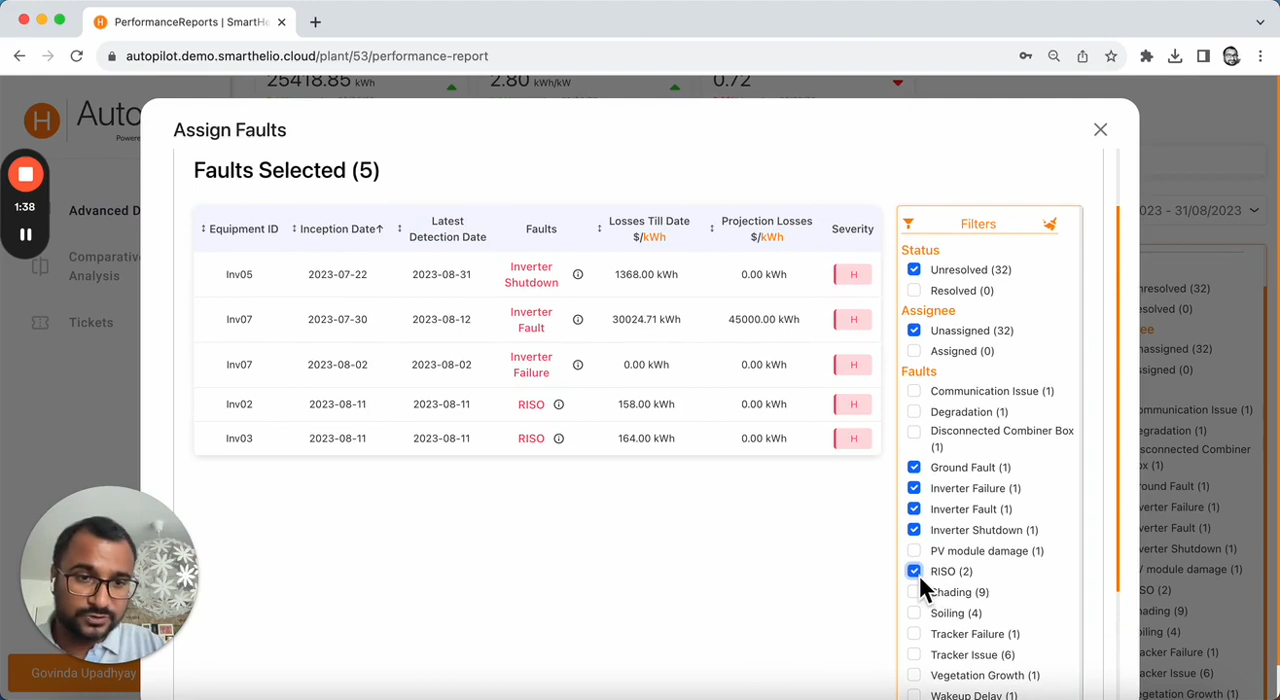 PerformanceReports | SmartHe
autopilot.demo.smarthelio.cloud/plant/53/performance-report
25418.85 kWh
2.80 kWh/kW
0.72
H
Auto
Powere
1:38
Advanced D
Comparative
Analysis
Tickets
Govinda Upadhyay
Assign Faults
Faults Selected (5)
Equipment ID
Inception Date
Latest
Detection Date
Faults
Losses Till Date
$/kWh
Projection Losses
$/kWh
Severity
Inv05 2023-07-22 2023-08-31 Inverter Shutdown 1368.00 kWh 0.00 kWh H
Inv07 2023-07-30 2023-08-12 Inverter Fault 30024.71 kWh 45000.00 kWh H
Inv07 2023-08-02 2023-08-02 Inverter Failure 0.00 kWh 0.00 kWh H
Inv02 2023-08-11 2023-08-11 RISO 158.00 kWh 0.00 kWh H
Inv03 2023-08-11 2023-08-11 RISO 164.00 kWh 0.00 kWh H
Filters
Status
Unresolved (32)
Resolved (0)
Assignee
Unassigned (32)
Assigned (0)
Faults
Communication Issue (1)
Degradation (1)
Disconnected Combiner Box
(1)
Ground Fault (1)
Inverter Failure (1)
Inverter Fault (1)
Inverter Shutdown (1)
PV module damage (1)
RISO (2)
hading (9)
Soiling (4)
Tracker Failure (1)
Tracker Issue (6)
Vegetation Growth (1)
Wakeup Delay (1)
023 - 31/08/2023
nresolved (32)
esolved (0)
ee
nassigned (32)
ssigned (0)
ommunication Issue (1)
egradation (1)
sconnected Combiner
ox (1)
round Fault (1)
verter Failure (1)
verter Fault (1)
verter Shutdown (1)
V module damage (1)
ISO (2)
hading (9)
oiling (4)
racker Failure (1)
racker Issue (6)
egetation Growth (1)